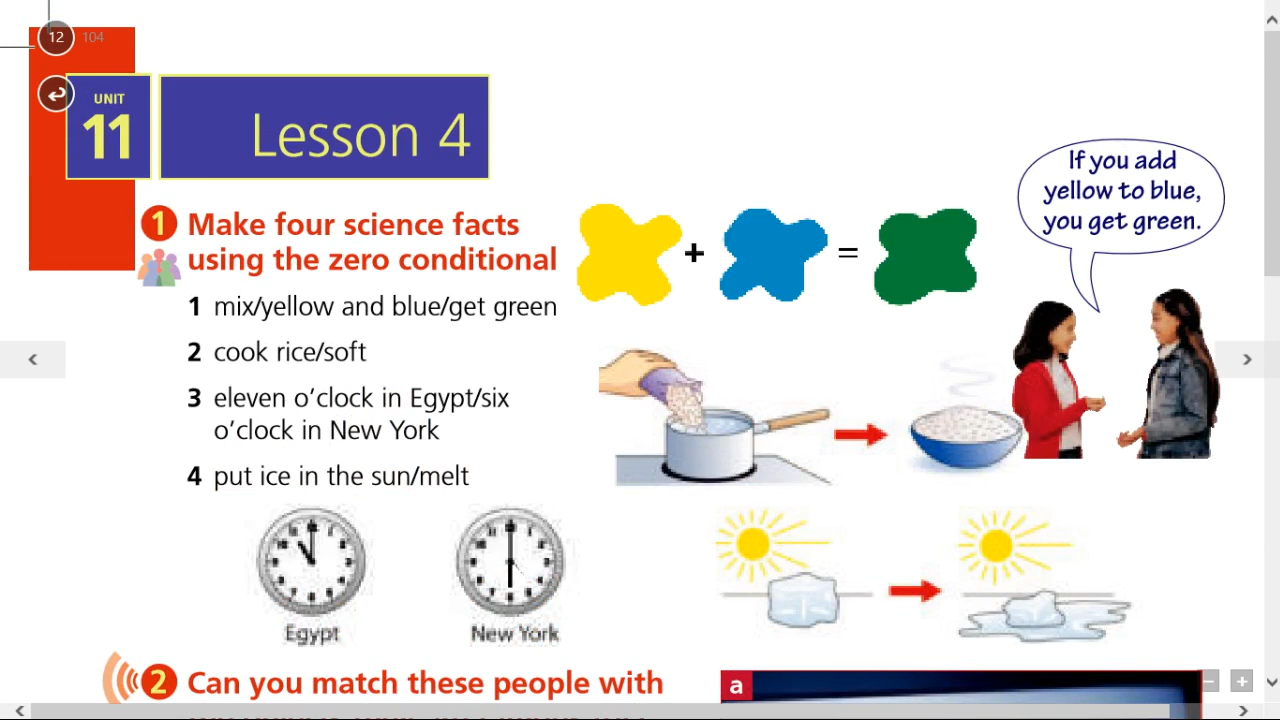 12 104
UNIT
11
Lesson 4
If you add
yellow to blue,
you get green.
1 Make four science facts
using the zero conditional
+ =
1 mix/yellow and blue/get green
2 cook rice/soft
3 eleven o'clock in Egypt/six
o'clock in New York
4 put ice in the sun/melt
Egypt
New York
2 Can you match these people with
a